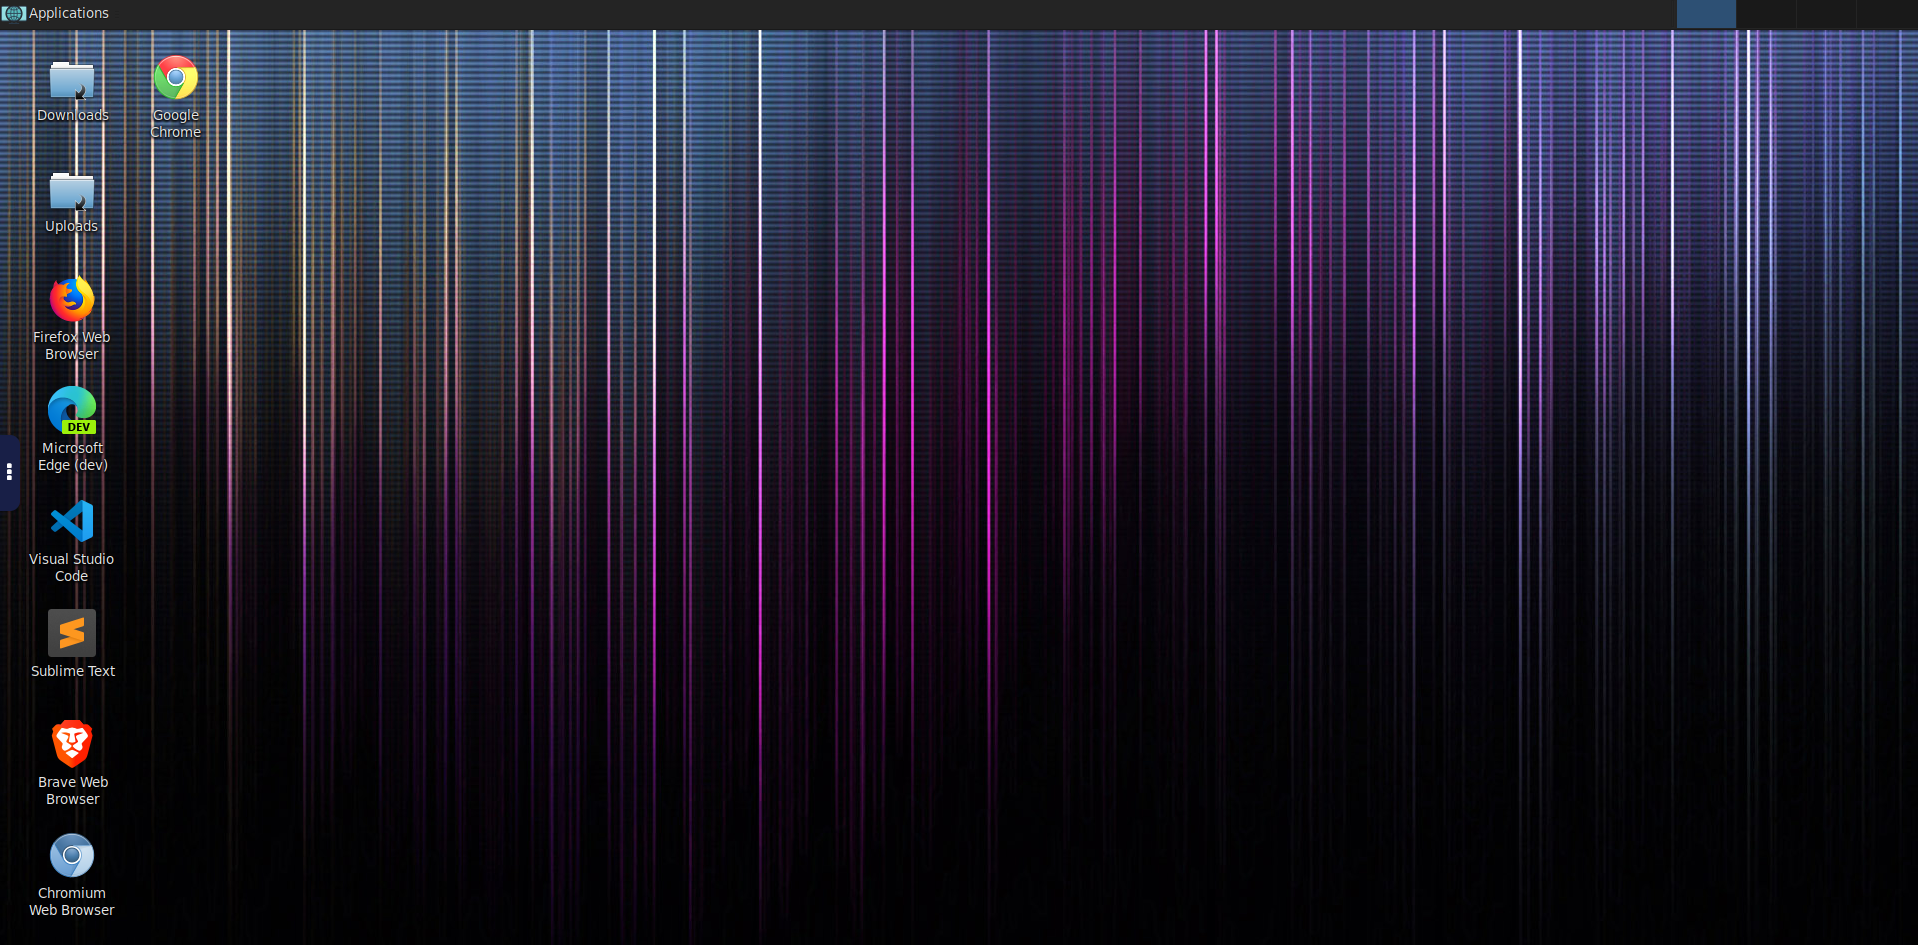 Applications
Downloads
Google
Chrome
Uploads
Firefox Web
Browser
DEV
Microsoft
Edge (dev)
Visual Studio
Code
Sublime Text
Brave Web
Browser
Chromium
Web Browser